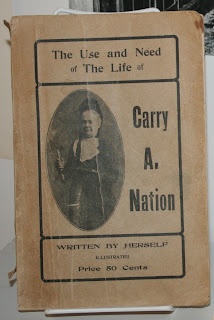 The Use and Need
of The Life of
Carry
A.
Nation
WRITTEN BY HERSELF
ILLUSTRATED
Price 50 Cents